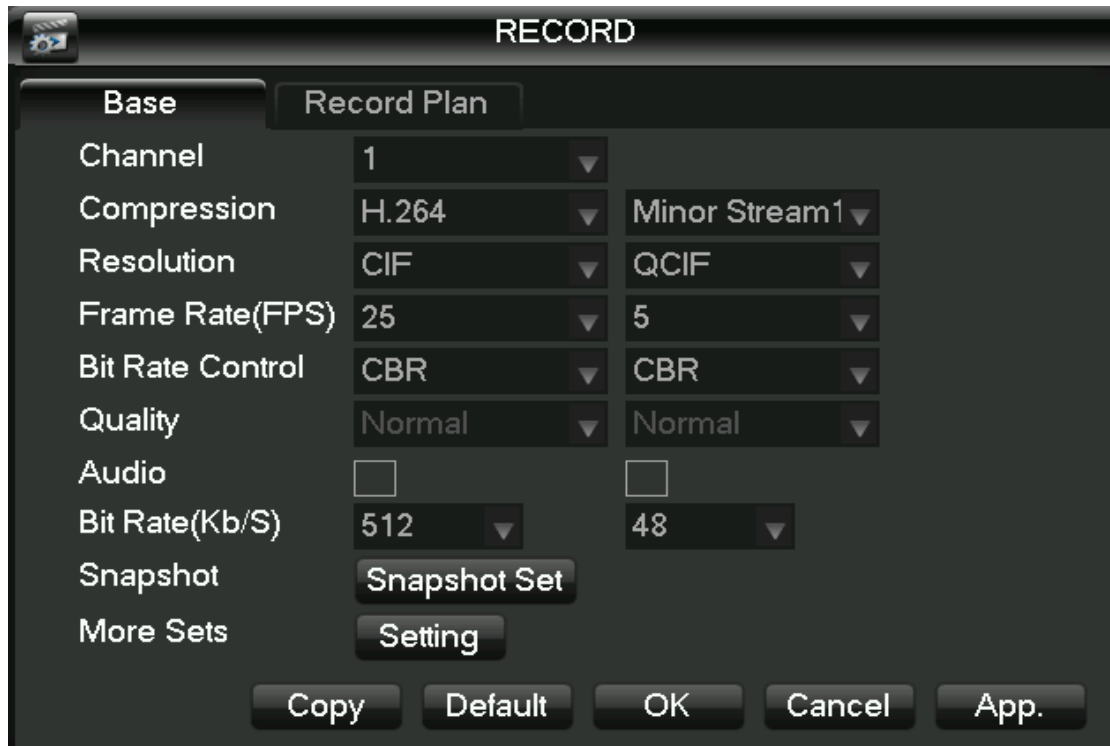 RECORD
Base Record Plan
Channel 1
Compression H.264 Minor Stream1
Resolution CIF QCIF
Frame Rate(FPS) 25 5
Bit Rate Control CBR CBR
Quality Normal Normal
Audio
Bit Rate(Kb/S) 512 48
Snapshot Snapshot Set
More Sets Setting
Copy Default OK Cancel App.